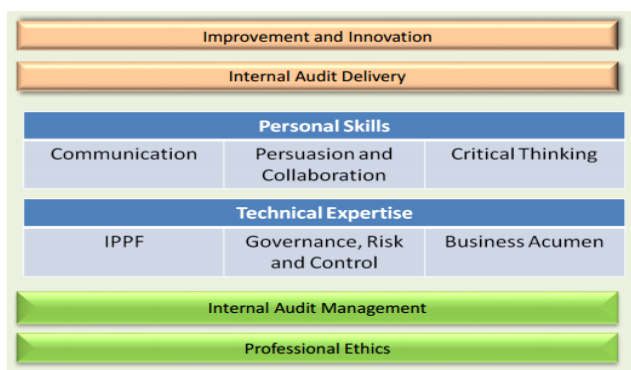 Improvement and Innovation
Internal Audit Delivery
Personal Skills
Communication
Persuasion and
Collaboration
Critical Thinking
Technical Expertise
IPPF
Governance, Risk
and Control
Business Acumen
Internal Audit Management
Professional Ethics